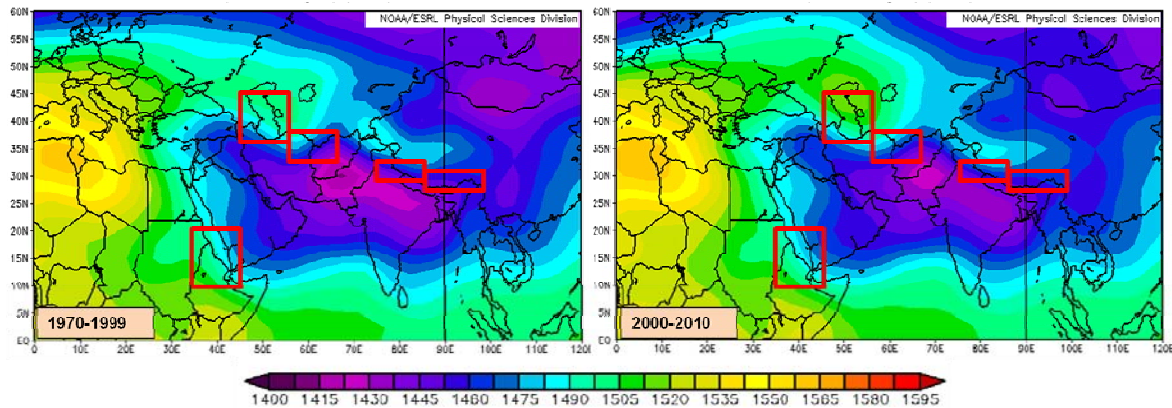 NOAA/ESRL Physical Sciences Division
60N
55N
50N
45N
40N
35N
30N
25N
20N
15N
10N
5N
EQ
1970-1999
0 10E 20E 30E 40E 50E 60E 70E 80E 90E 100E 110E 120E
NOAA/ESRL Physical Sciences Division
60N
55N
50N
45N
40N
35N
30N
25N
20N
15N
10N
5N
EQ
2000-2010
0 10E 20E 30E 40E 50E 60E 70E 80E 90E 100E 110E 120E
1400 1415 1430 1445 1460 1475 1490 1505 1520 1535 1550 1565 1580 1595